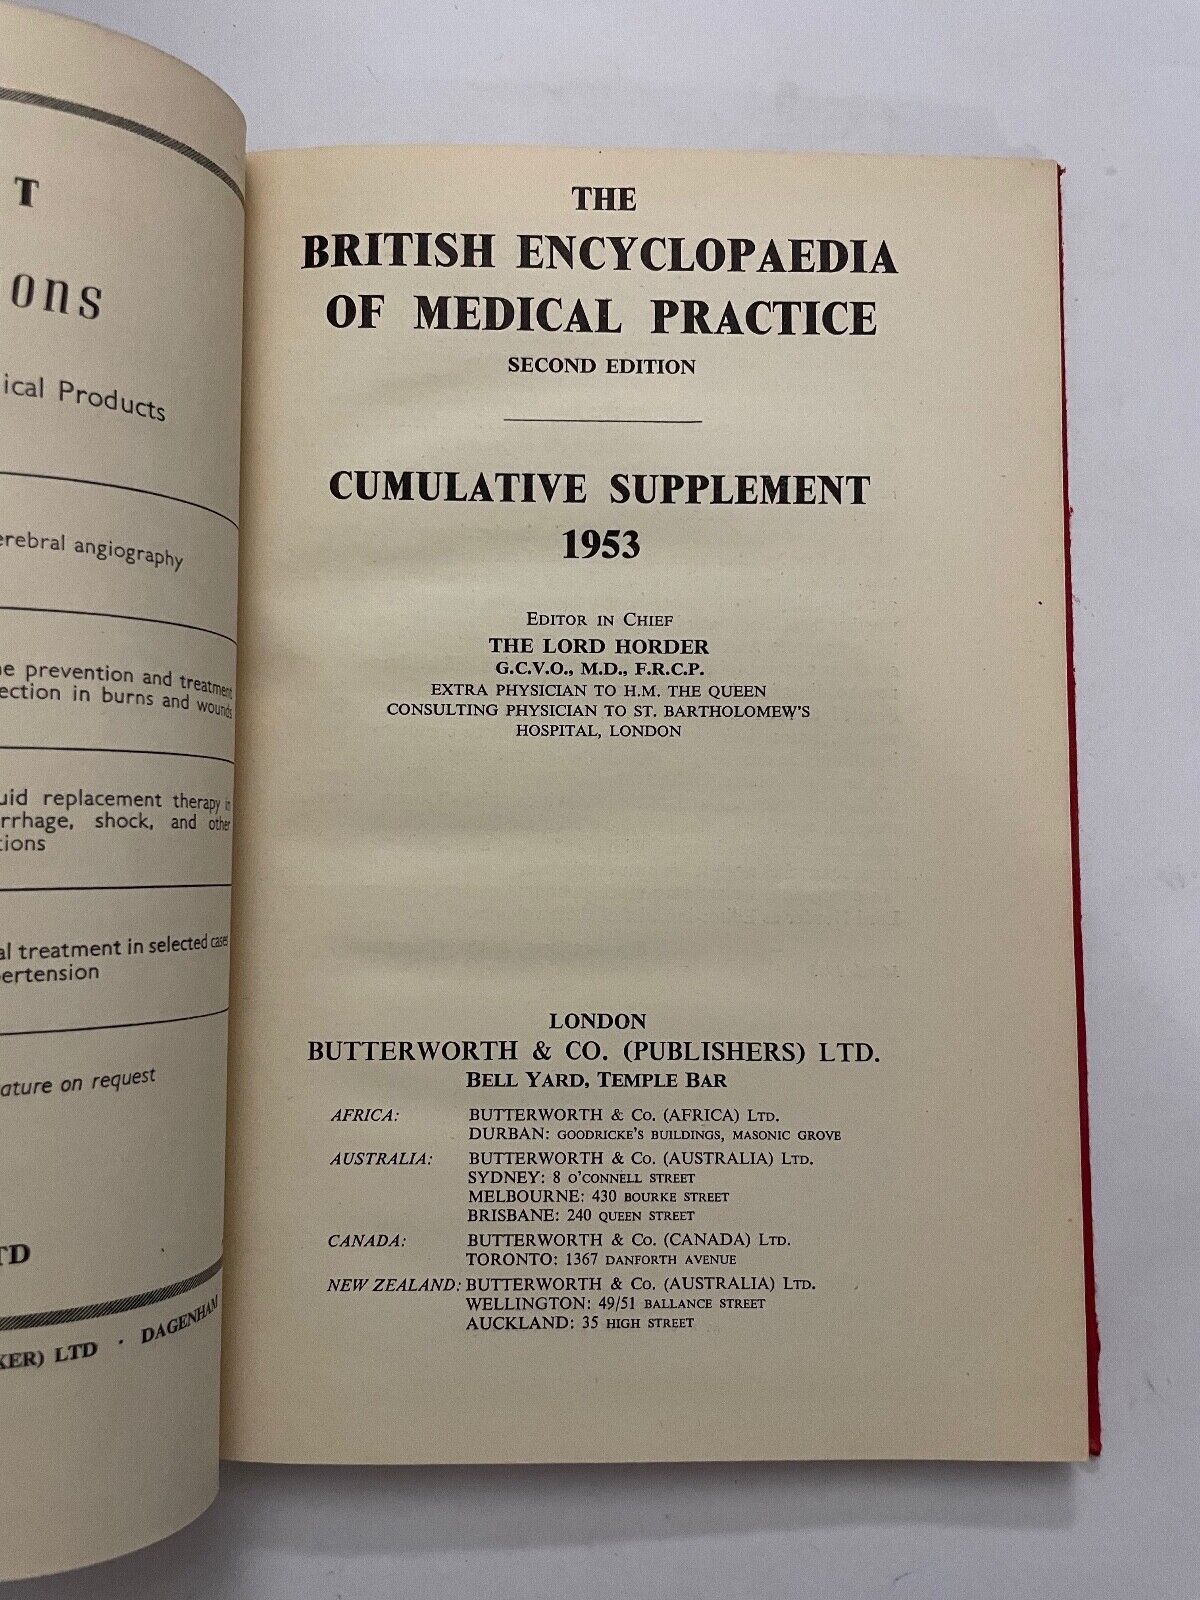 T
ons
ical Products
erebral angiography
prevention and treatment
ection in burns and wounds
uid replacement therapy in
rrhage, shock, and other
tions
al treatment in selected cases
ertension
ature on request
TD
KER) LTD · DAGENHAM
THE
BRITISH ENCYCLOPAEDIA
OF MEDICAL PRACTICE
SECOND EDITION
CUMULATIVE SUPPLEMENT
1953
EDITOR IN CHIEF
THE LORD HORDER
G.C.V.O., M.D., F.R.C.P.
EXTRA PHYSICIAN TO H.M. THE QUEEN
CONSULTING PHYSICIAN TO ST. BARTHOLOMEW'S
HOSPITAL, LONDON
LONDON
BUTTERWORTH & CO. (PUBLISHERS) LTD.
BELL YARD, TEMPLE BAR
AFRICA: BUTTERWORTH & CO. (AFRICA) LTD.
DURBAN: GOODRICKE'S BUILDINGS, MASONIC GROVE
AUSTRALIA: BUTTERWORTH & CO. (AUSTRALIA) LTD.
SYDNEY: 8 O'CONNELL STREET
MELBOURNE: 430 BOURKE STREET
BRISBANE: 240 QUEEN STREET
CANADA: BUTTERWORTH & CO. (CANADA) LTD.
TORONTO: 1367 DANFORTH AVENUE
NEW ZEALAND: BUTTERWORTH & CO. (AUSTRALIA) LTD.
WELLINGTON: 49/51 BALLANCE STREET
AUCKLAND: 35 HIGH STREET